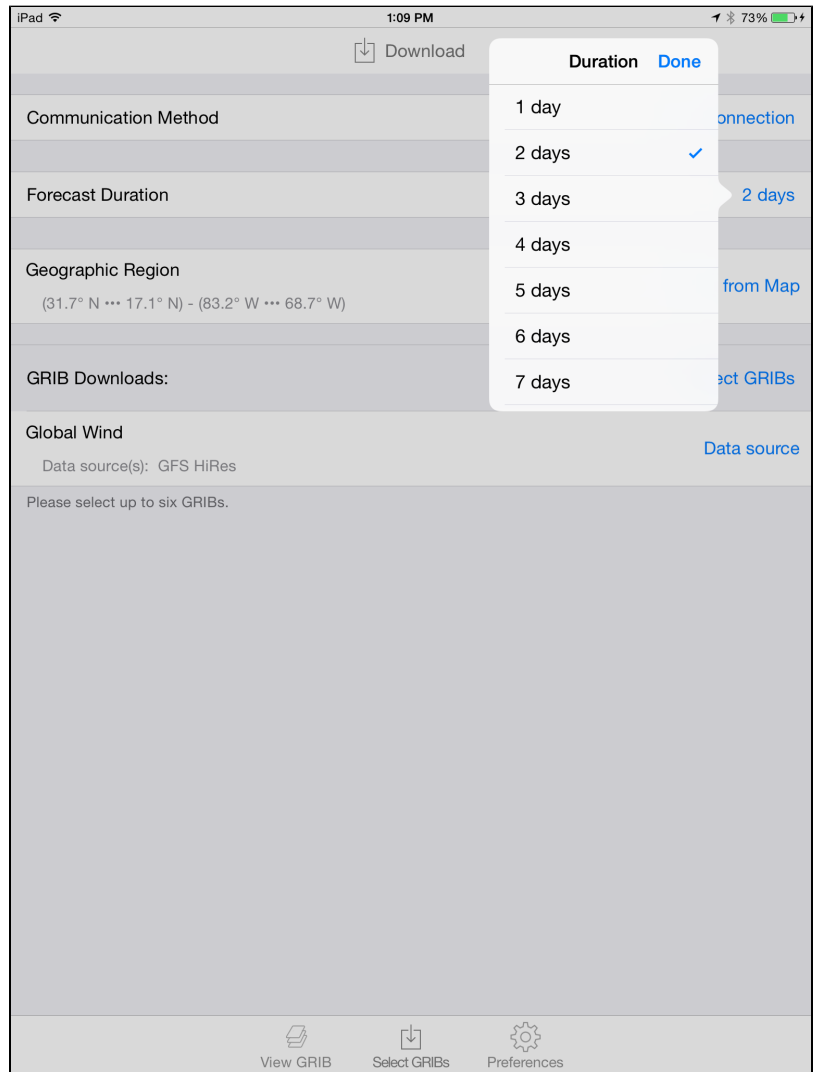 iPad 1:09 PM 73%
Download
Duration Done
1 day
2 days
3 days
4 days
5 days
6 days
7 days
Communication Method onnection
Forecast Duration 2 days
Geographic Region
(31.7° N ••• 17.1° N) - (83.2° W ••• 68.7° W)
from Map
GRIB Downloads: ect GRIBs
Global Wind
Data source(s): GFS HiRes
Data source
Please select up to six GRIBs.
View GRIB Select GRIBs Preferences